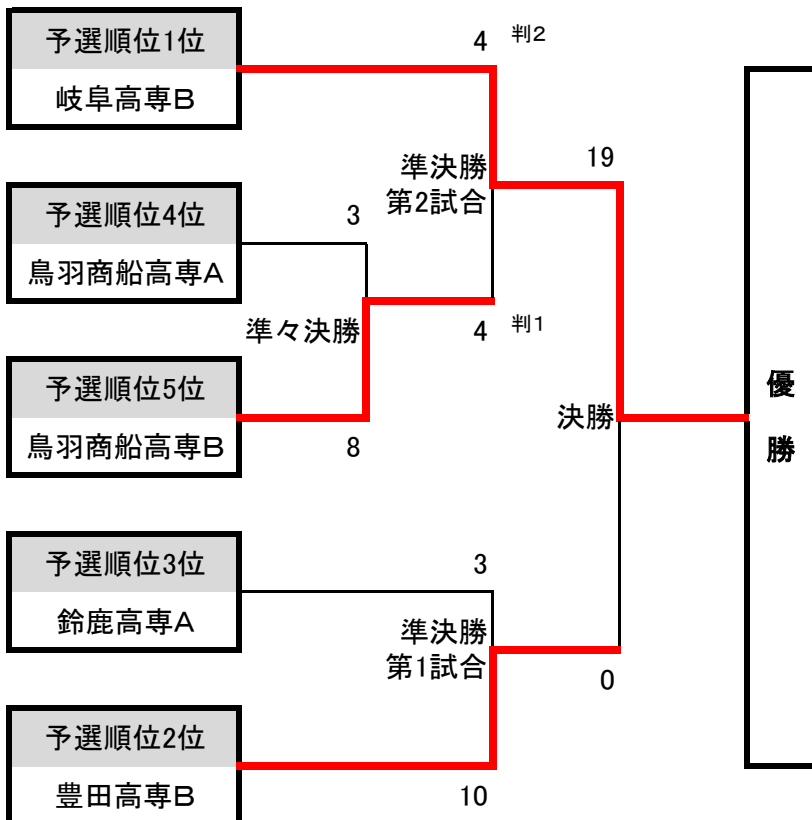 予選順位1位
岐阜高専B
4 判2
準決勝
第2試合
19
予選順位4位
鳥羽商船高専A
3
準々決勝
4 判1
予選順位5位
鳥羽商船高専B
8
決勝
優
勝
予選順位3位
鈴鹿高専A
3
準決勝
第1試合
0
予選順位2位
豊田高専B
10